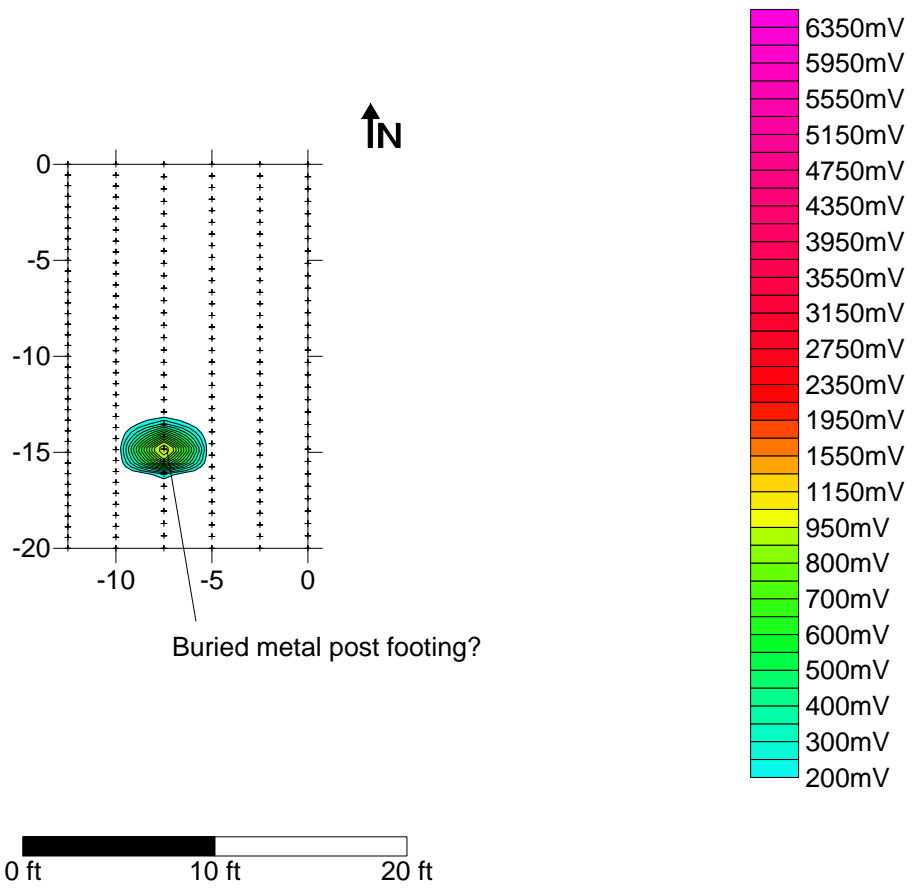 N
0
-5
-10
-15
-20
-10 -5 0
Buried metal post footing?
6350mV
5950mV
5550mV
5150mV
4750mV
4350mV
3950mV
3550mV
3150mV
2750mV
2350mV
1950mV
1550mV
1150mV
950mV
800mV
700mV
600mV
500mV
400mV
300mV
200mV
0 ft 10 ft 20 ft